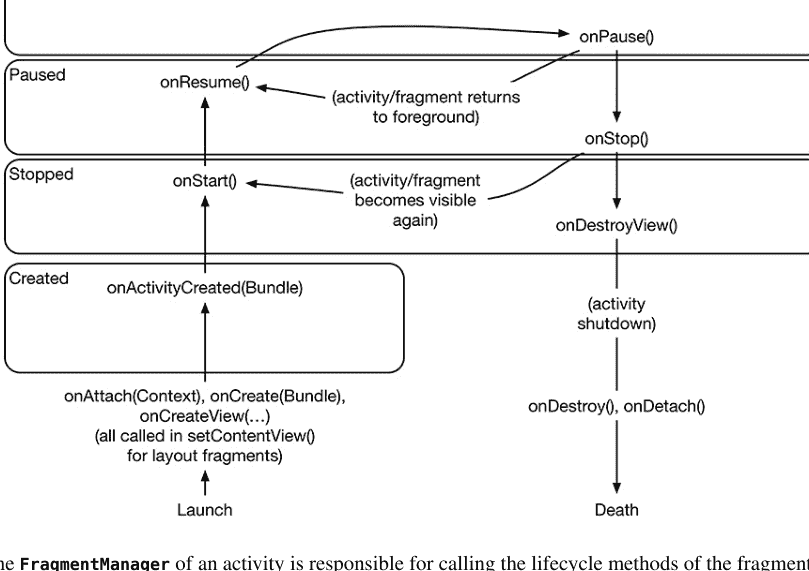 onPause()
Paused
onResume()
(activity/fragment returns
to foreground)
onStop()
Stopped
onStart()
(activity/fragment
becomes visible
again)
onDestroyView()
Created
onActivityCreated(Bundle)
(activity
shutdown)
onAttach(Context), onCreate(Bundle),
onCreateView(…)
(all called in setContentView()
for layout fragments)
onDestroy(), onDetach()
Launch
Death
FragmentManager of an activity is responsible for calling the lifecycle methods of the fragment